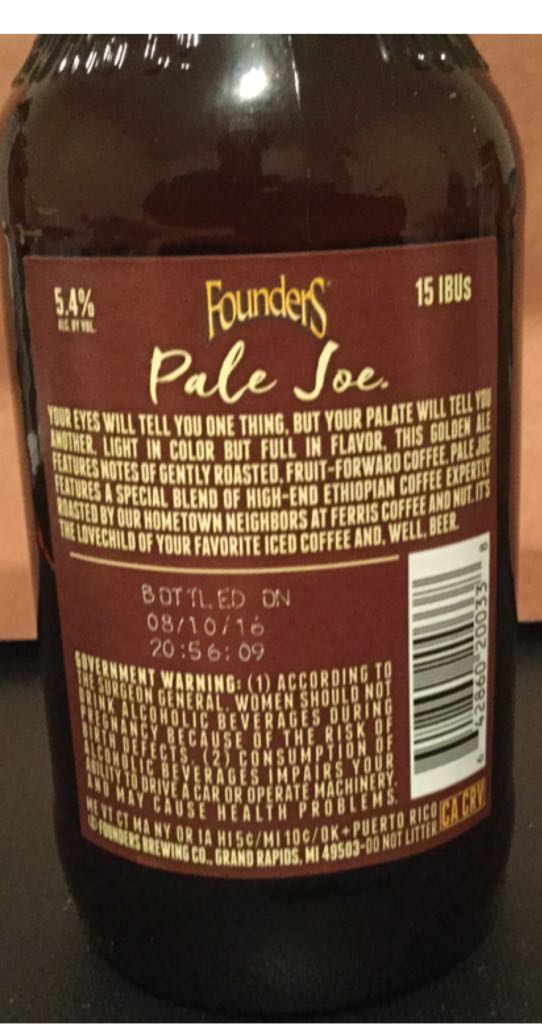 5.4%
ALC. BY VOL.
FoundeRS
15 IBUs
Pale Joe.
YOUR EYES WILL TELL YOU ONE THING, BUT YOUR PALATE WILL TELL YOU
ANOTHER. LIGHT IN COLOR BUT FULL IN FLAVOR, THIS GOLDEN ALE
FEATURES NOTES OF GENTLY ROASTED, FRUIT-FORWARD COFFEE. PALE JOE
FEATURES A SPECIAL BLEND OF HIGH-END ETHIOPIAN COFFEE EXPERTLY
ROASTED BY OUR HOMETOWN NEIGHBORS AT FERRIS COFFEE AND NUT. IT'S
THE LOVECHILD OF YOUR FAVORITE ICED COFFEE AND, WELL, BEER.
BOTTLED ON
08/10/16
20:56:09
GOVERNMENT WARNING: (1) ACCORDING TO
THE SURGEON GENERAL, WOMEN SHOULD NOT
DRINK ALCOHOLIC BEVERAGES DURING
PREGNANCY BECAUSE OF THE RISK OF
BIRTH DEFECTS. (2) CONSUMPTION OF
ALCOHOLIC BEVERAGES IMPAIRS YOUR
ABILITY TO DRIVE A CAR OR OPERATE MACHINERY,
AND MAY CAUSE HEALTH PROBLEMS.
6 42860 20033 8
ME VT CT MA NY OR IA HI 5¢/MI 10¢/OK+PUERTO RICO
CA CRV
© FOUNDERS BREWING CO., GRAND RAPIDS, MI 49503-DO NOT LITTER